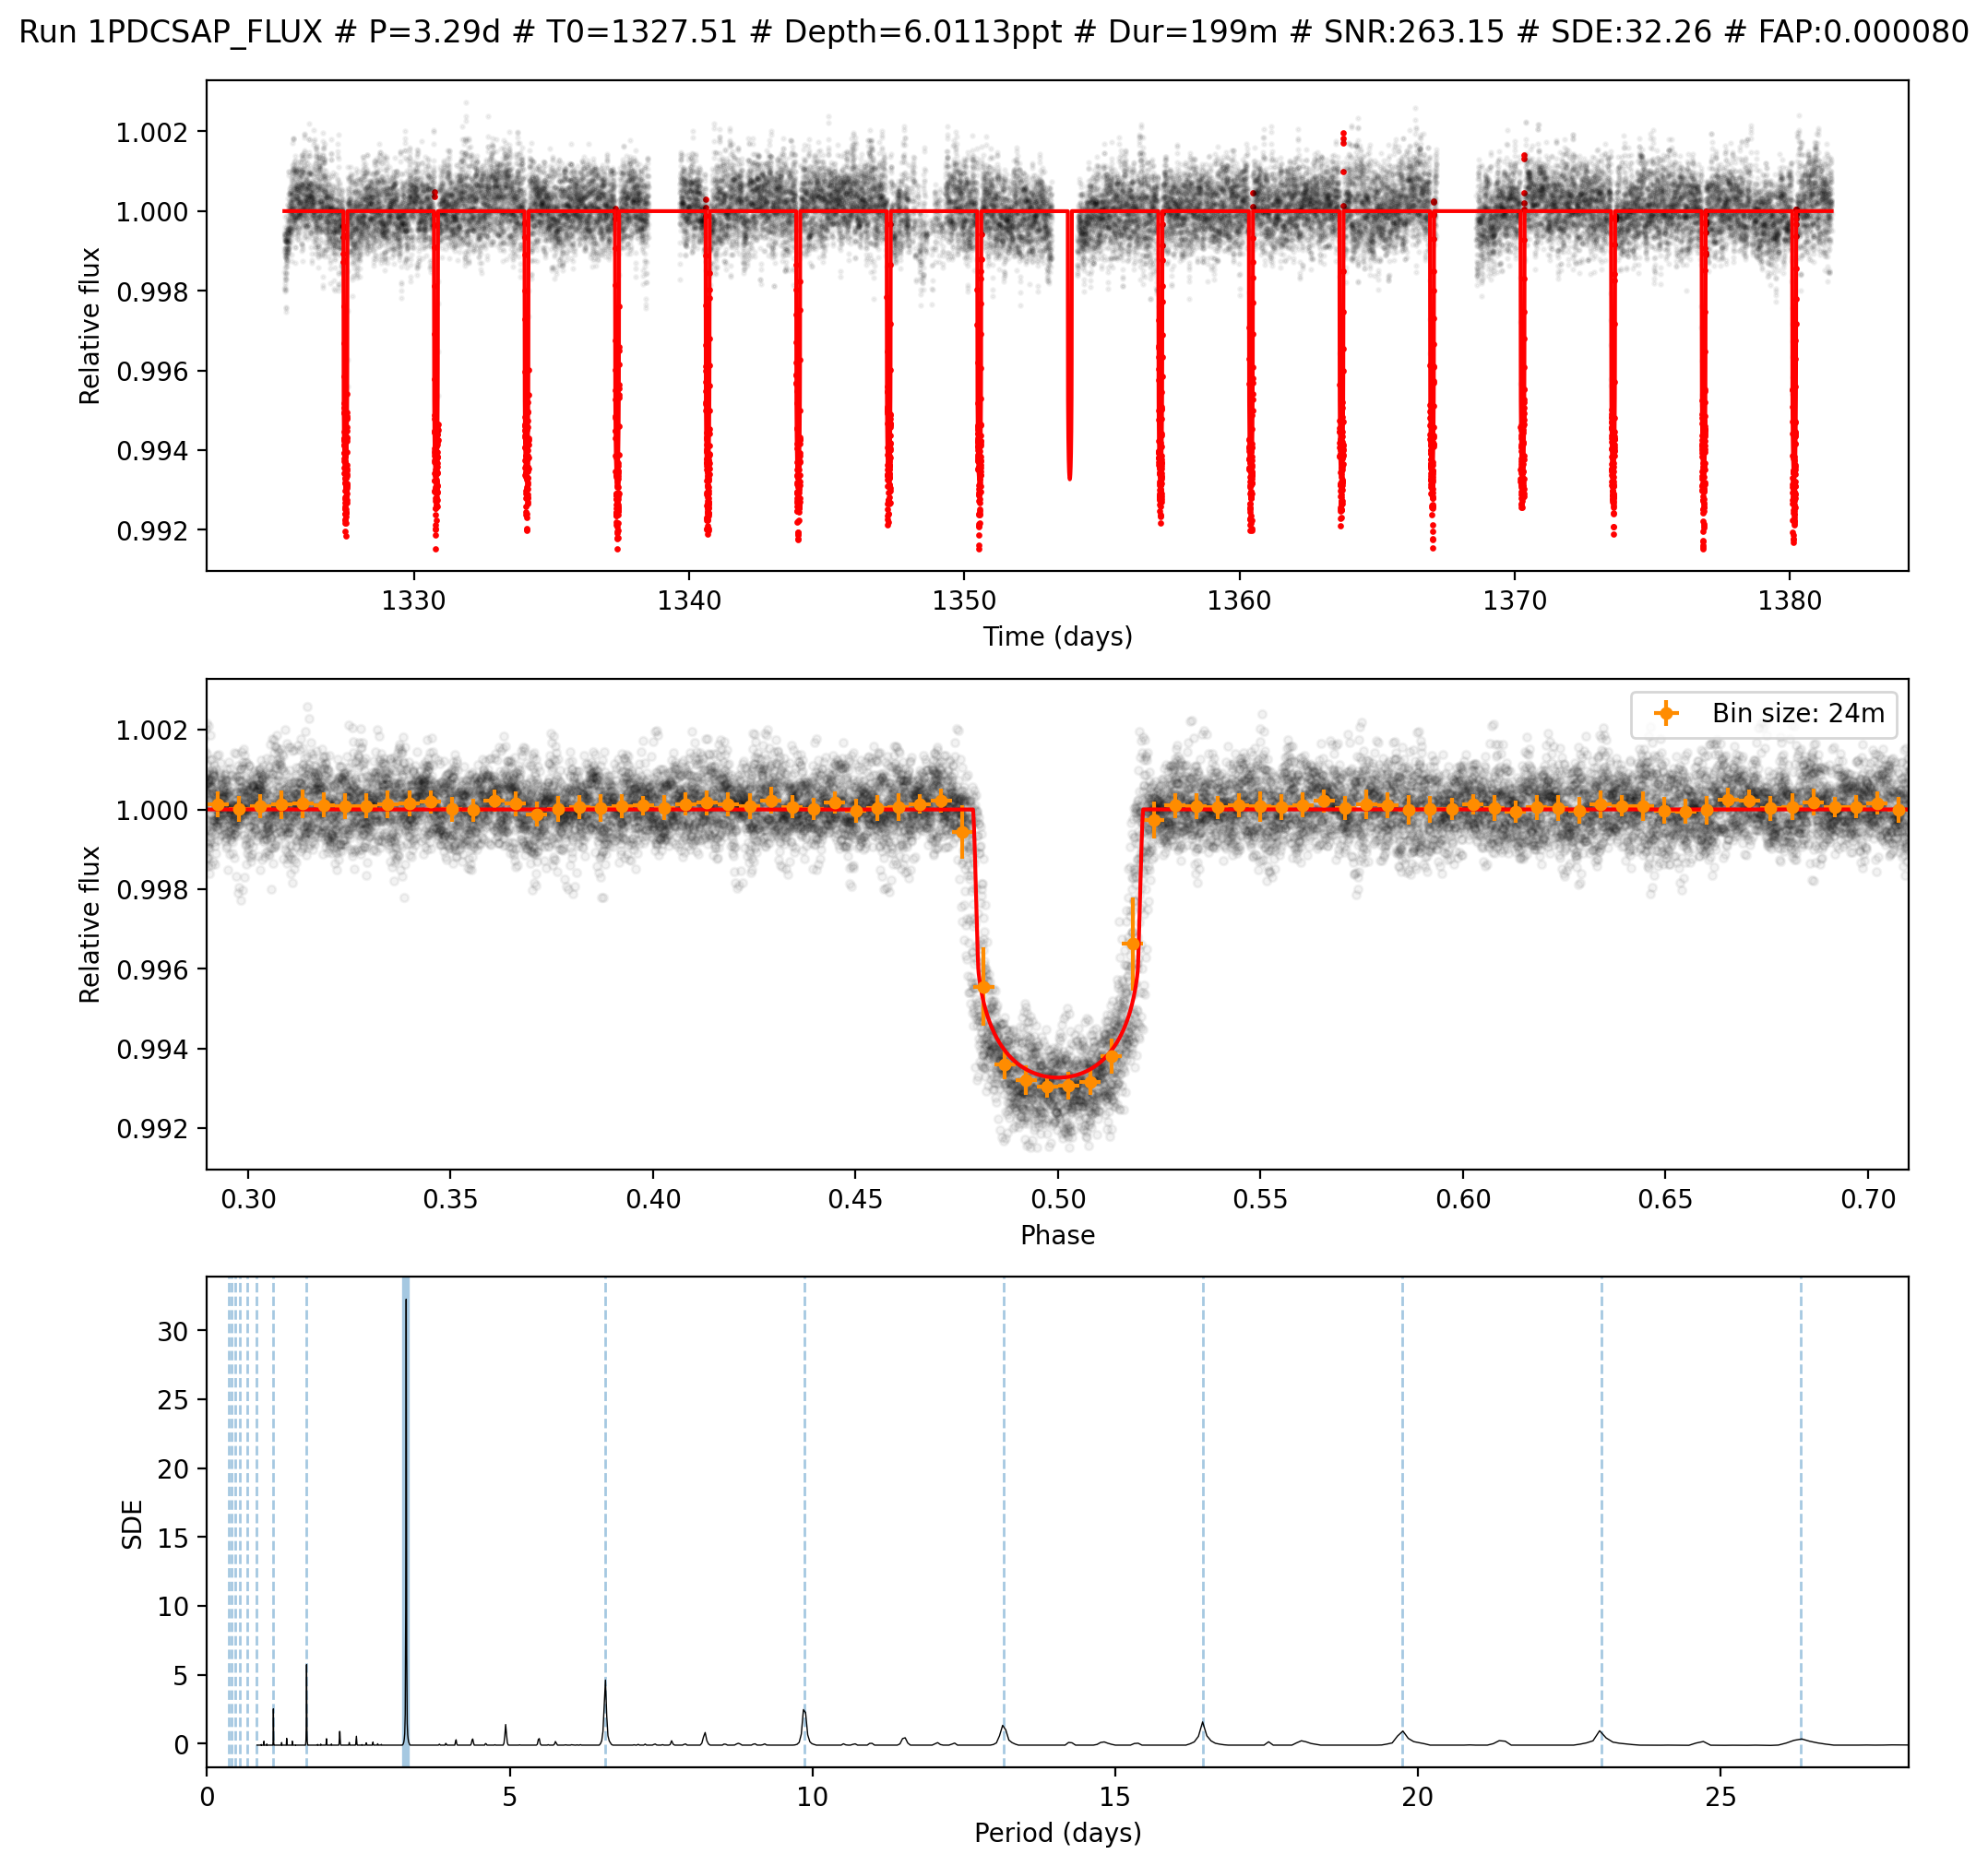 Run 1PDCSAP_FLUX # P=3.29d # T0=1327.51 # Depth=6.0113ppt # Dur=199m # SNR:263.15 # SDE:32.26 # FAP:0.000080
1.002
1.000
0.998
0.996
0.994
0.992
Relative flux
1330 1340 1350 1360 1370 1380
Time (days)
Bin size: 24m
1.002
1.000
0.998
0.996
0.994
0.992
Relative flux
0.30 0.35 0.40 0.45 0.50 0.55 0.60 0.65 0.70
Phase
30
25
20
15
10
5
0
SDE
0 5 10 15 20 25
Period (days)